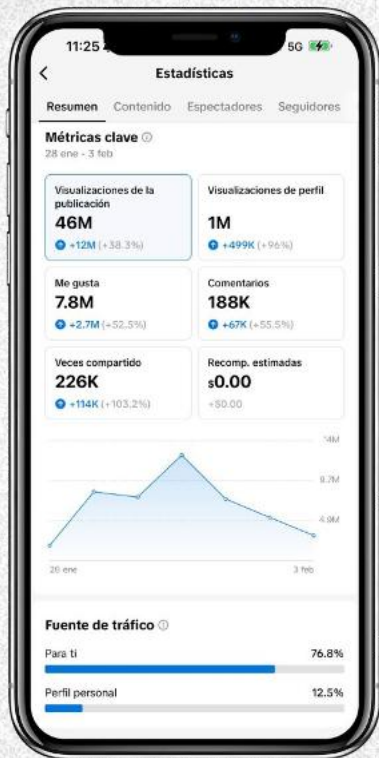 11:25
5G
Estadísticas
Resumen Contenido Espectadores Seguidores
Métricas clave
28 ene - 3 feb
Visualizaciones de la
publicación
46M
+12M (+38.3%)
Visualizaciones de perfil
1M
+499K (+96%)
Me gusta
7.8M
+2.7M (+52.5%)
Comentarios
188K
+67K (+55.5%)
Veces compartido
226K
+114K (+103.2%)
Recomp. estimadas
$0.00
+$0.00
14M
9.7M
4.9M
28 ene
3 feb
Fuente de tráfico
Para ti 76.8%
Perfil personal 12.5%